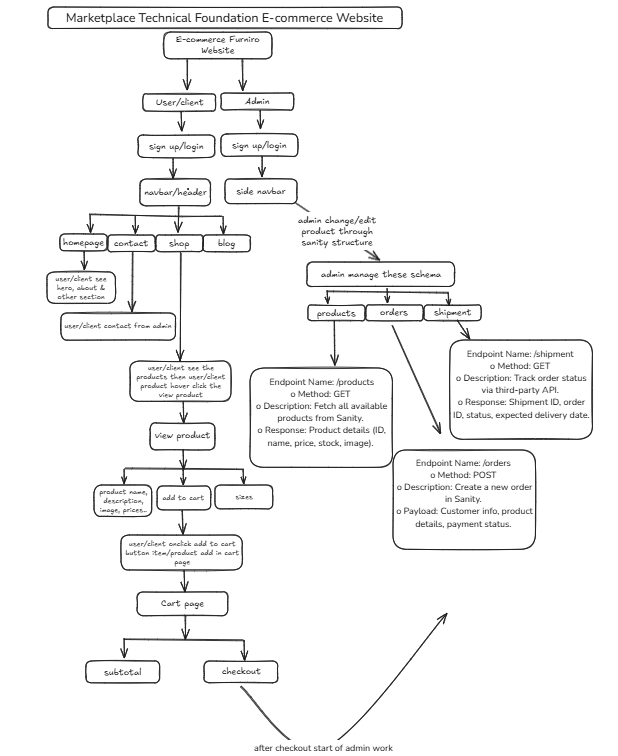 Marketplace Technical Foundation E-commerce Website
E-commerce Furniro
Website
User/client
Admin
sign up/login
sign up/login
navbar/header
side navbar
admin change/edit
product through
sanity structure
homepage
contact
shop
blog
admin manage these schema
user/client see
hero, about &
other section
products
orders
shipment
user/client contact from admin
Endpoint Name: /shipment
o Method: GET
o Description: Track order status
via third-party API.
o Response: Shipment ID, order
ID, status, expected delivery date.
user/client see the
products then user/client
product hover click the
view product
Endpoint Name: /products
o Method: GET
o Description: Fetch all available
products from Sanity.
o Response: Product details (ID,
name, price, stock, image).
view product
Endpoint Name: /orders
o Method: POST
o Description: Create a new order
in Sanity.
o Payload: Customer info, product
details, payment status.
product name,
description,
image, prices..
add to cart
sizes
user/client onclick add to cart
button item/product add in cart
page
Cart page
subtotal
checkout
after checkout start of admin work